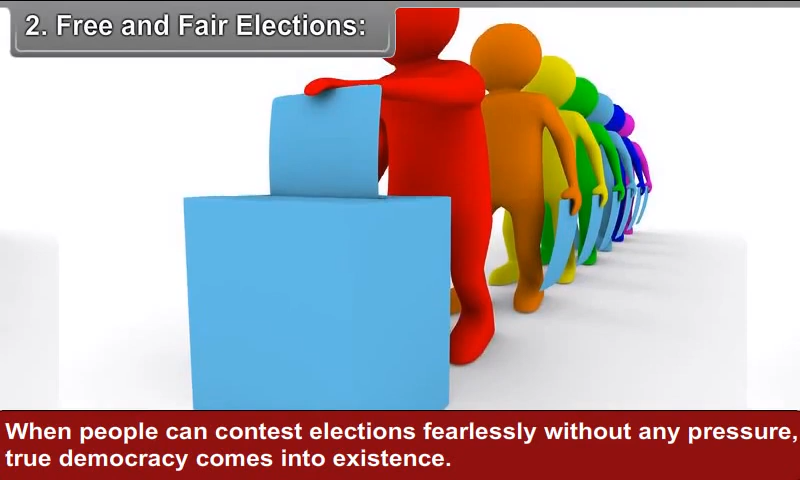 2. Free and Fair Elections:
When people can contest elections fearlessly without any pressure,
true democracy comes into existence.